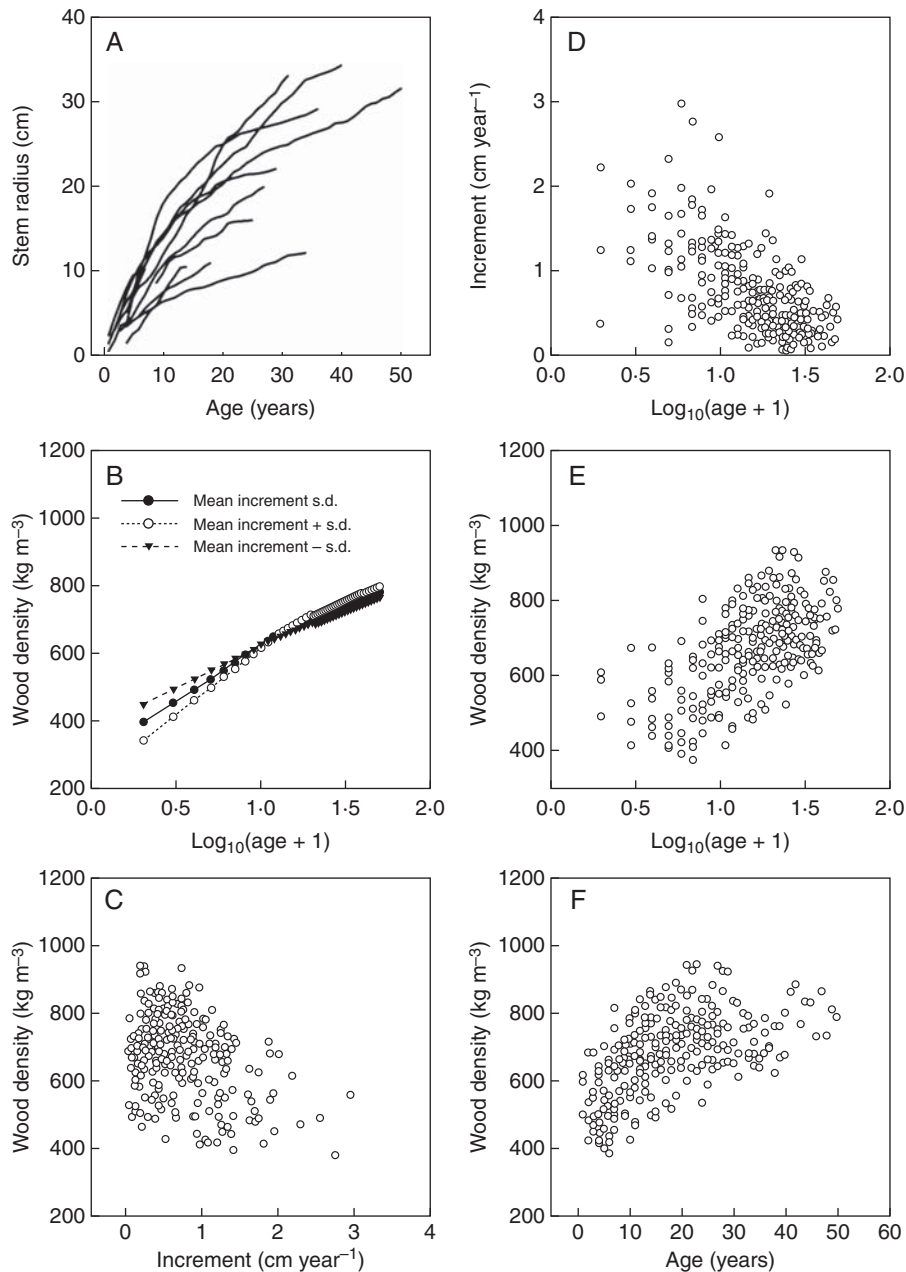 A
Stem radius (cm)
40
30
20
10
0
0 10 20 30 40 50
Age (years)
D
Increment (cm year⁻¹)
4
3
2
1
0
0·0 0·5 1·0 1·5 2·0
Log₁₀(age + 1)
B
Wood density (kg m⁻³)
1200
1000
800
600
400
200
Mean increment s.d.
Mean increment + s.d.
Mean increment – s.d.
0·0 0·5 1·0 1·5 2·0
Log₁₀(age + 1)
E
Wood density (kg m⁻³)
1200
1000
800
600
400
0·0 0·5 1·0 1·5 2·0
Log₁₀(age + 1)
C
Wood density (kg m⁻³)
1200
1000
800
600
400
200
0 1 2 3 4
Increment (cm year⁻¹)
F
Wood density (kg m⁻³)
1200
1000
800
600
400
200
0 10 20 30 40 50 60
Age (years)